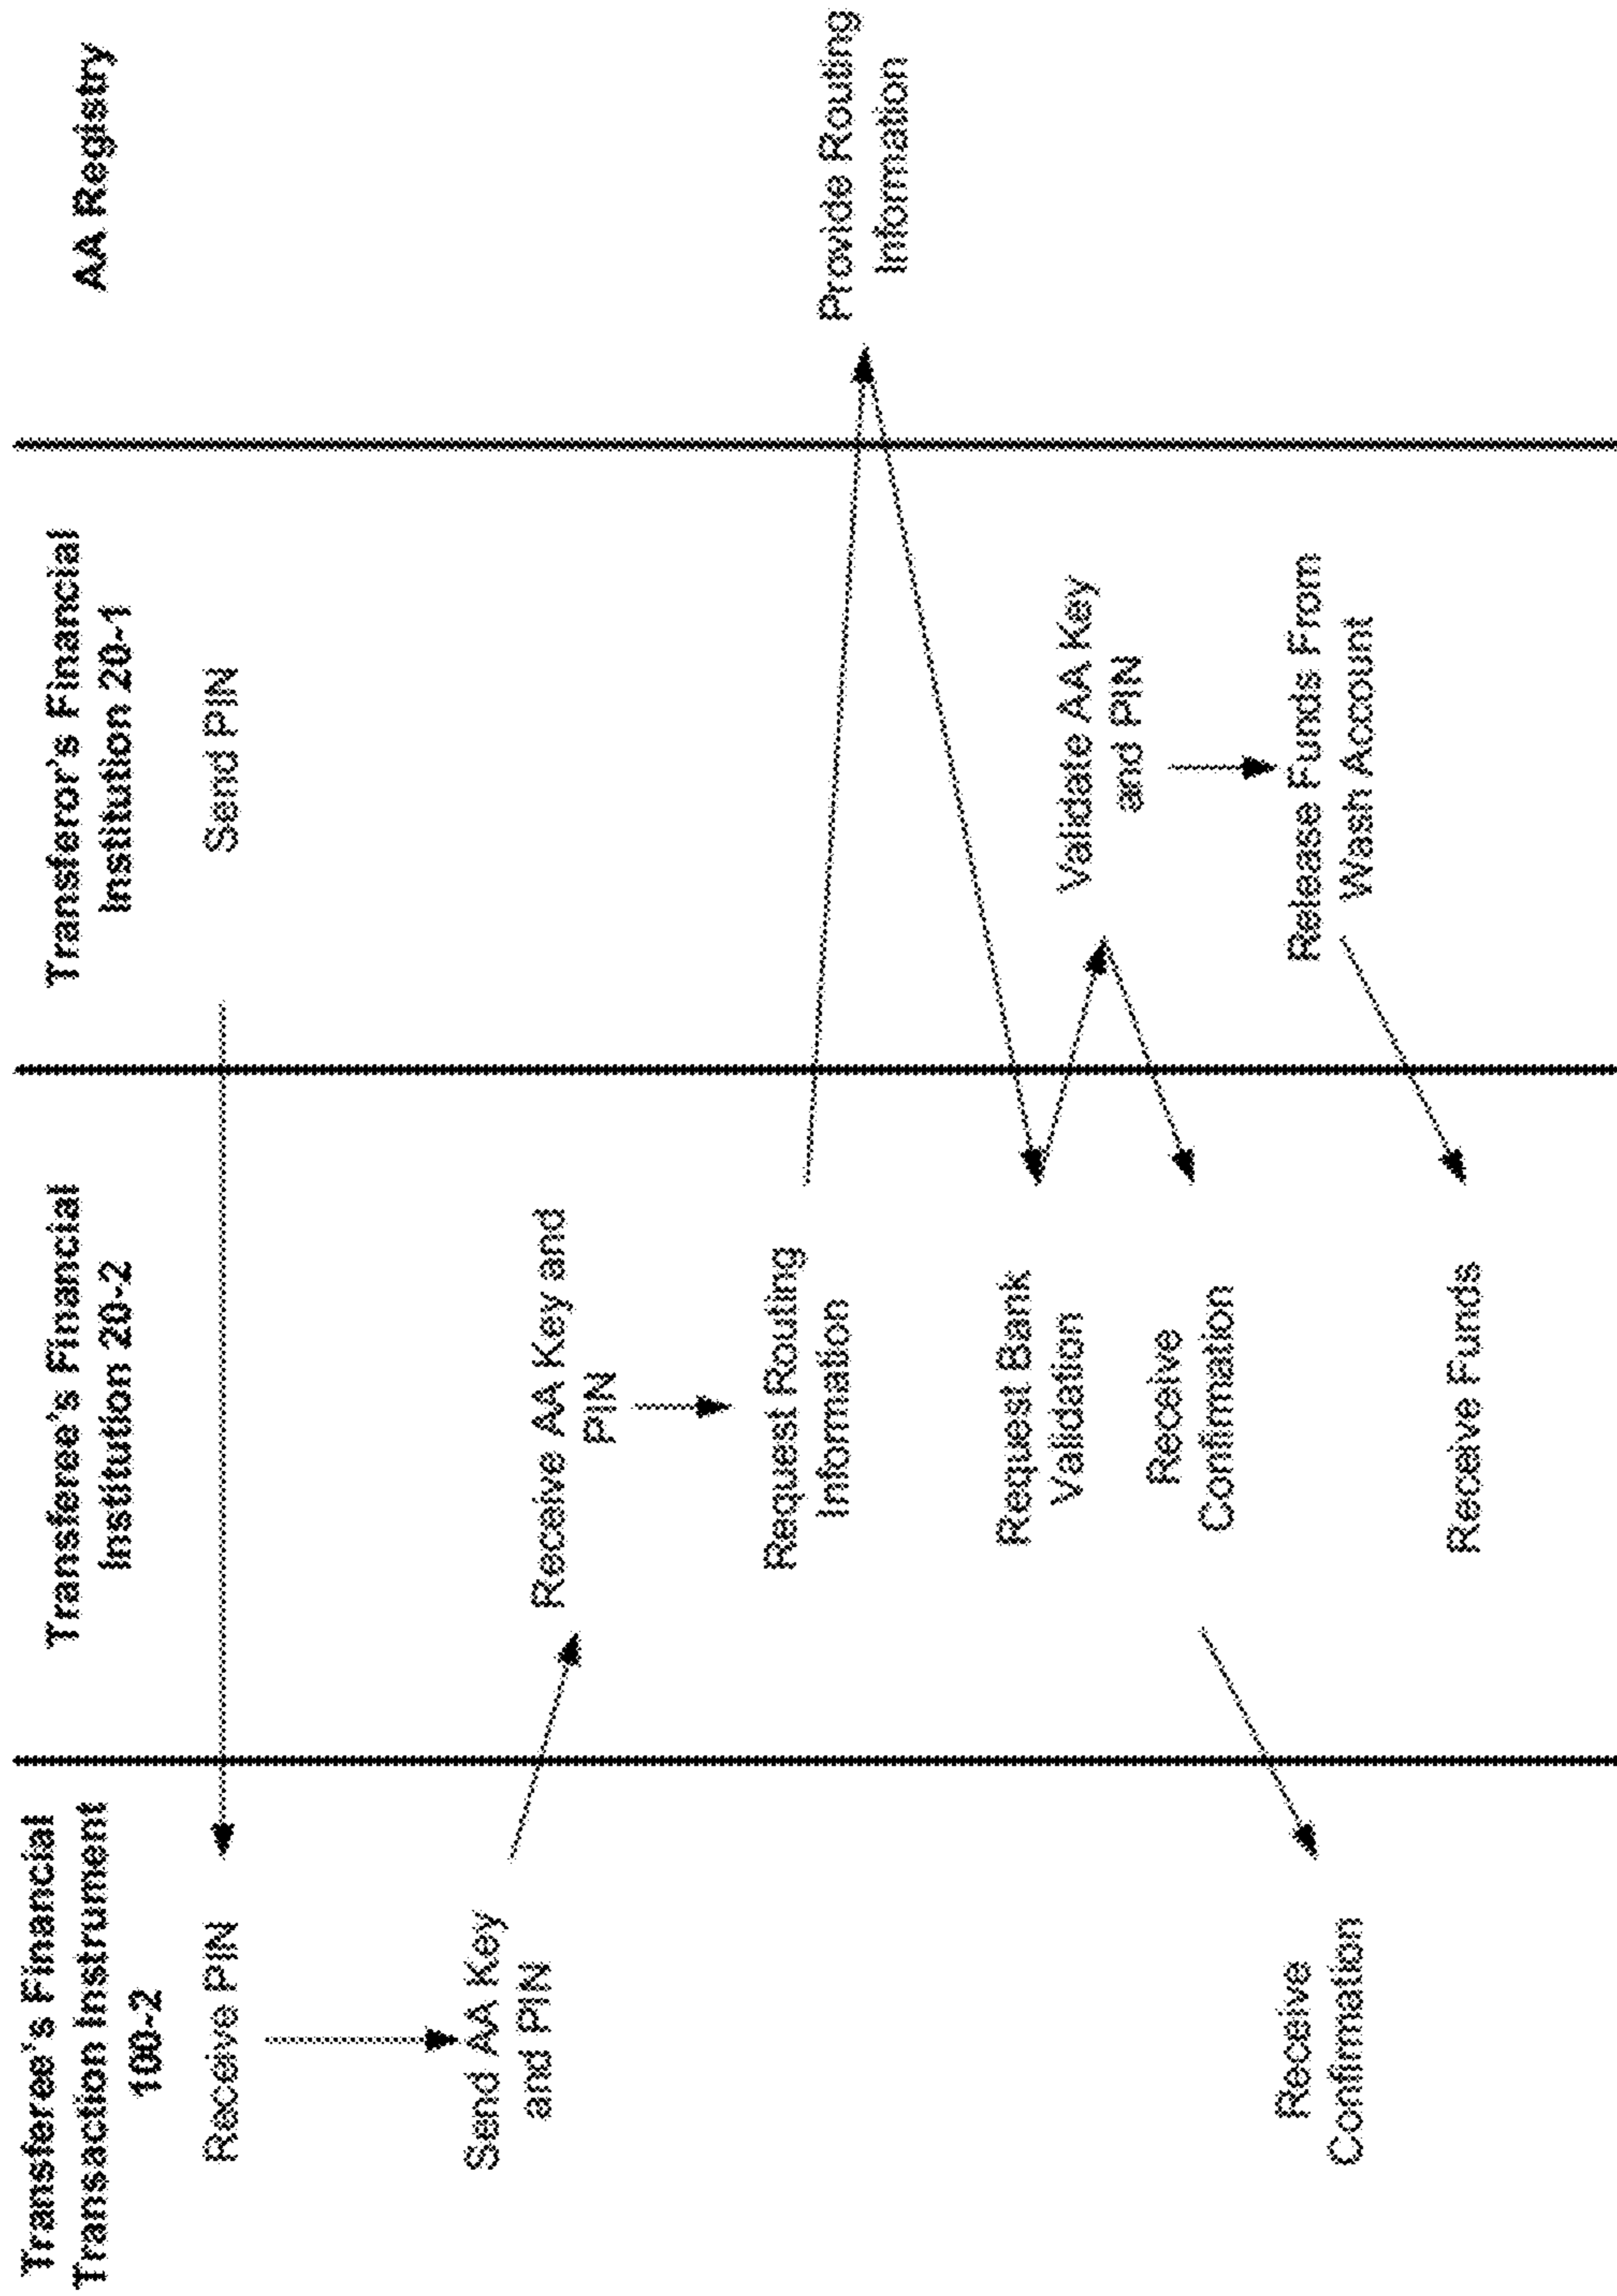 Transferee's Financial
Transaction Instrument
100-2
Transferee's Financial
Institution 20-2
Transferor's Financial
Institution 20-1
AA Registry
Receive PIN
Send PIN
Send AA Key
and PIN
Receive AA Key and
PIN
Request Routing
Information
Provide Routing
Information
Request Bank
Validation
Validate AA Key
and PIN
Receive
Confirmation
Release Funds From
Wash Account
Receive
Confirmation
Receive Funds